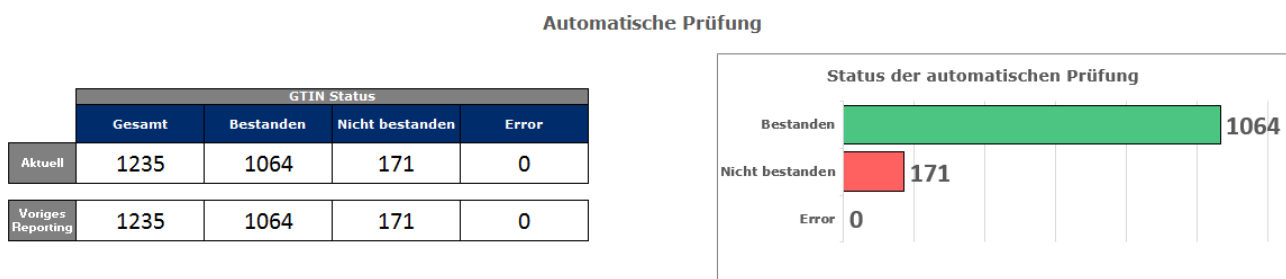 Automatische Prüfung
GTIN Status
Gesamt Bestanden Nicht bestanden Error
Aktuell 1235 1064 171 0
Voriges
Reporting 1235 1064 171 0
Status der automatischen Prüfung
Bestanden 1064
Nicht bestanden 171
Error 0